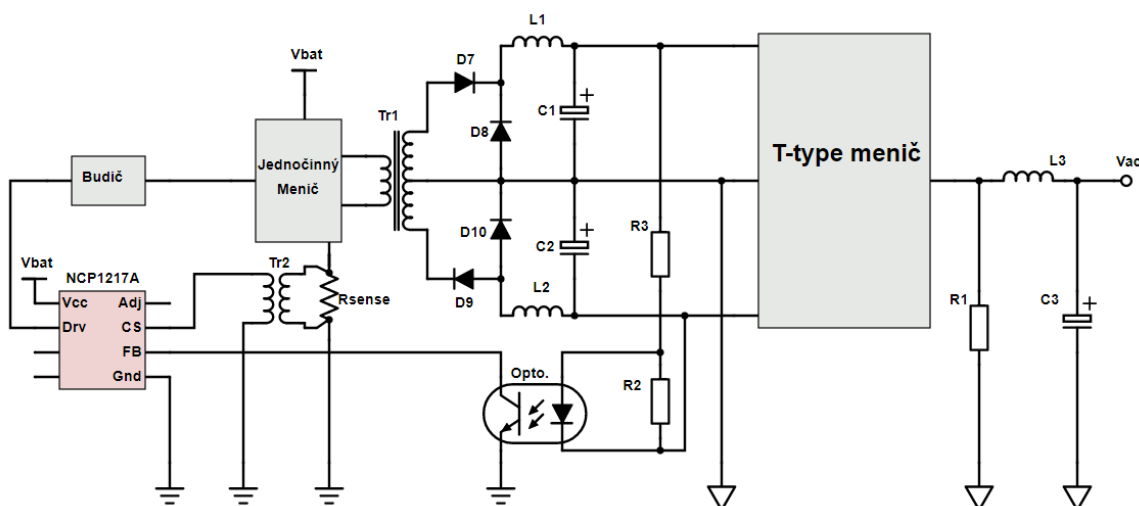 L1
Vbat
D7
Tr1
C1
+
D8
Jednočinný
Menič
T-type menič
L3
Vac
Budič
D10
C2
+
R3
Vbat
NCP1217A
Tr2
D9
L2
Rsense
Vcc
Adj
Drv
CS
FB
Gnd
R1
C3
+
Opto.
R2